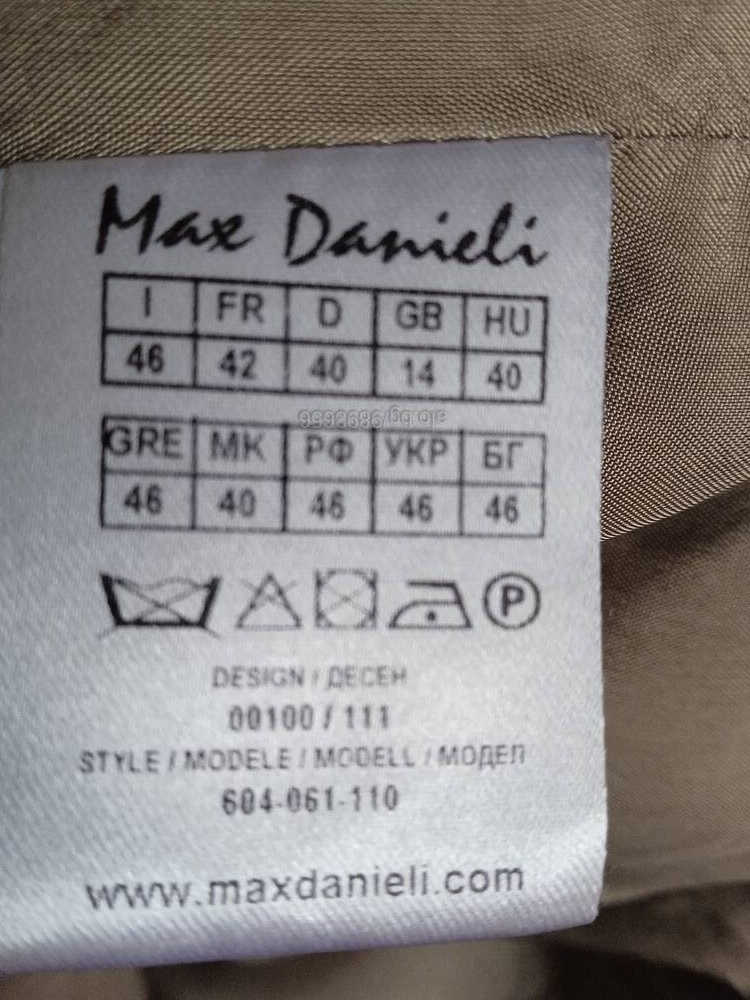 Max Danieli
I FR D GB HU
46 42 40 14 40
GRE MK РФ УКР БГ
46 40 46 46 46
P
DESIGN / ДЕСЕН
00100 / 111
STYLE / MODELE / MODELL / МОДЕЛ
604-061-110
www.maxdanieli.com